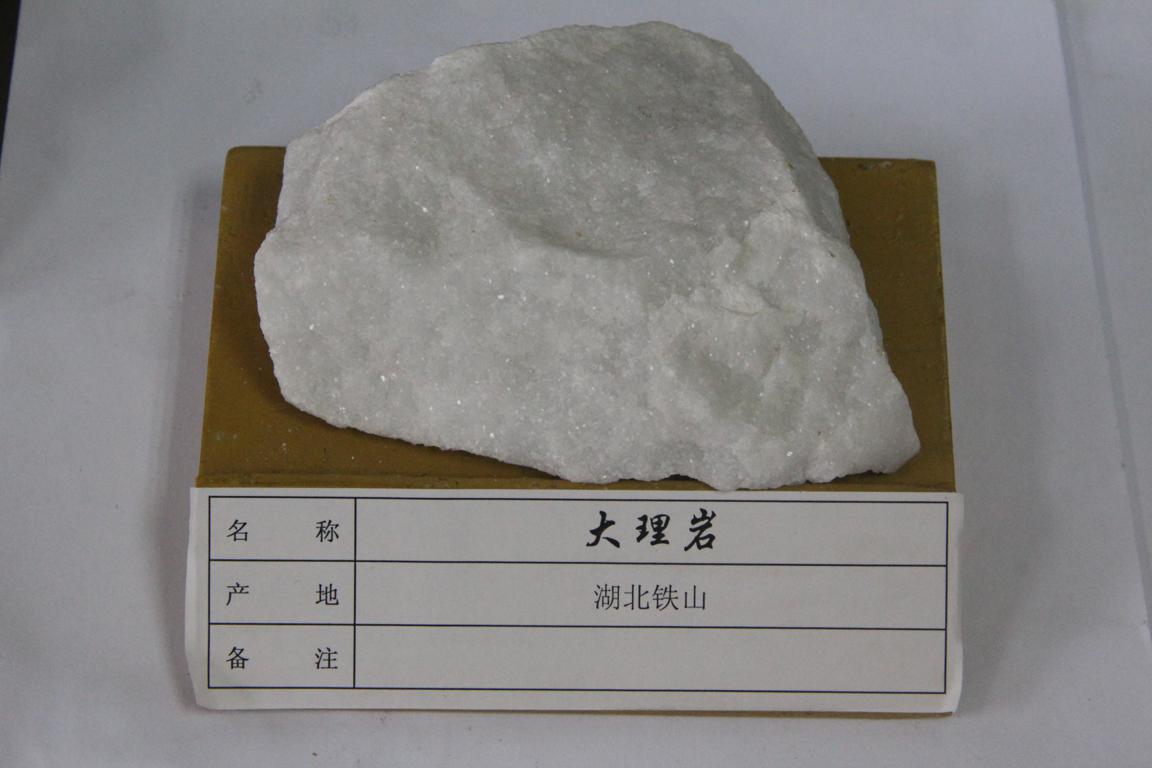 名 称 大理岩
产 地 湖北铁山
备 注